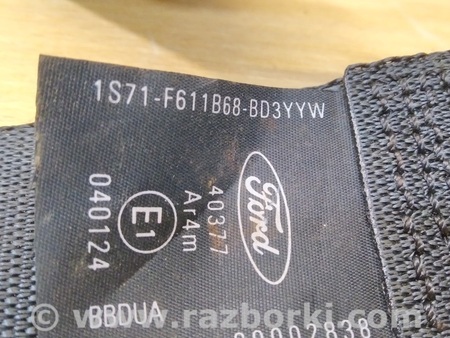 1S71-F611B68-BD3YYW
Ford
40377
Ar4m
E1
040124
BBDUA
© - www.razborki.com -